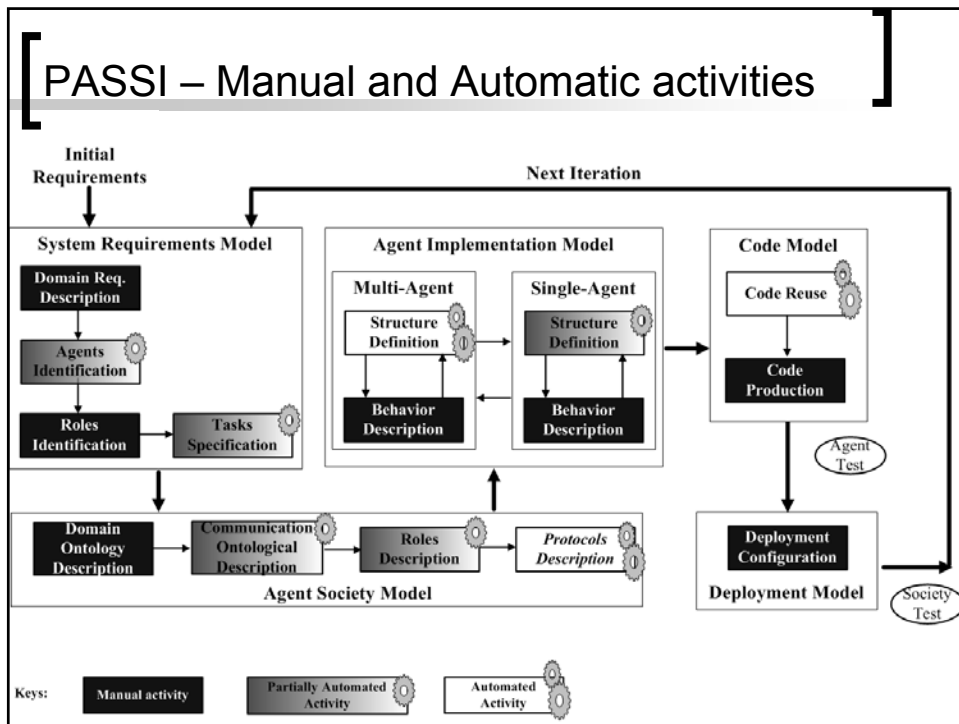 PASSI – Manual and Automatic activities
Initial
Requirements
Next Iteration
System Requirements Model
Domain Req.
Description
Agents
Identification
Roles
Identification
Tasks
Specification
Agent Implementation Model
Multi-Agent
Structure
Definition
Behavior
Description
Single-Agent
Structure
Definition
Behavior
Description
Code Model
Code Reuse
Code
Production
Agent
Test
Domain
Ontology
Description
Communication
Ontological
Description
Roles
Description
Protocols
Description
Agent Society Model
Deployment
Configuration
Deployment Model
Society
Test
Keys:
Manual activity
Partially Automated
Activity
Automated
Activity